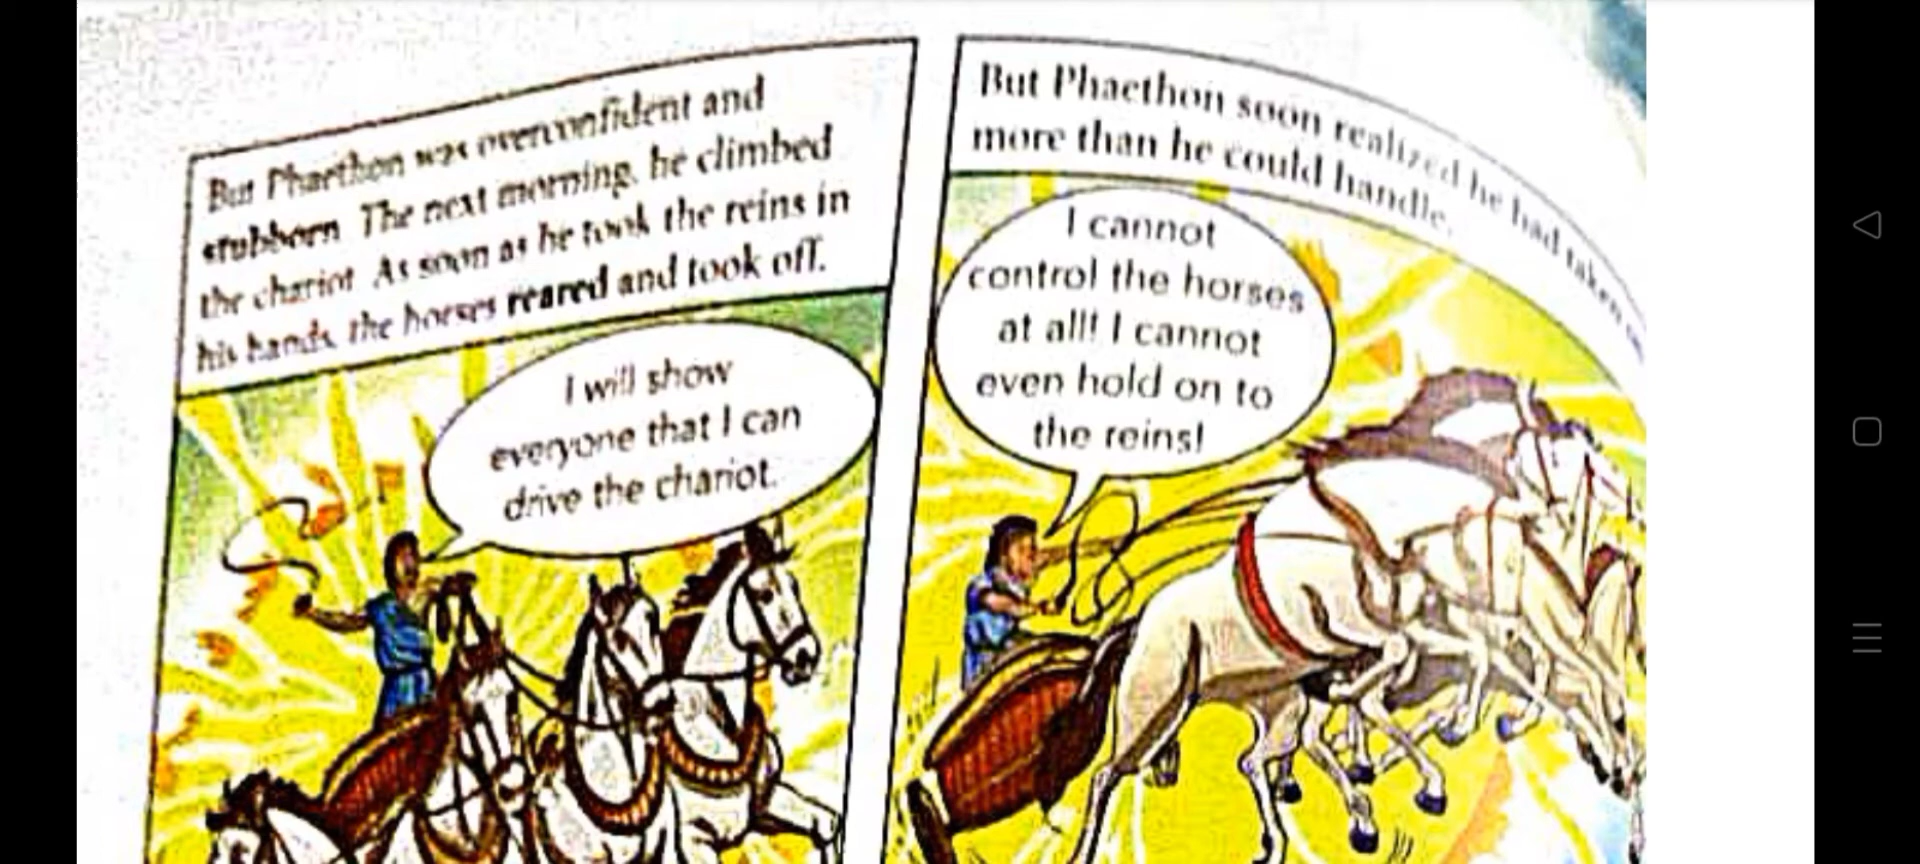 But Phaethon was overconfident and
stubborn. The next morning, he climbed
the chariot. As soon as he took the reins in
his hands, the horses reared and took off.
I will show
everyone that I can
drive the chariot.
But Phaethon soon realized he had taken on
more than he could handle.
I cannot
control the horses
at all! I cannot
even hold on to
the reins!